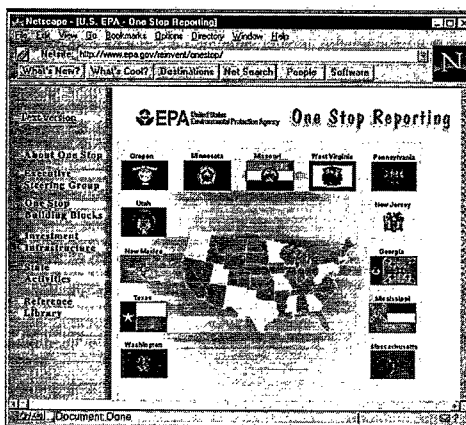 Netscape - [U.S. EPA - One Stop Reporting]
File Edit View Go Bookmarks Options Directory Window Help
Netsite: http://www.epa.gov/reinvent/onestop/
What's New? What's Cool? Destinations Net Search People Software
N
Text Version
EPA United States Environmental Protection Agency
One Stop Reporting
About One Stop
Executive Steering Group
One Stop Building Blocks
Investment Infrastructure
State Activities
Reference Library
Oregon Minnesota Missouri West Virginia Pennsylvania
Utah New Jersey
New Mexico Georgia
Texas Mississippi
Washington Massachusetts
Document Done